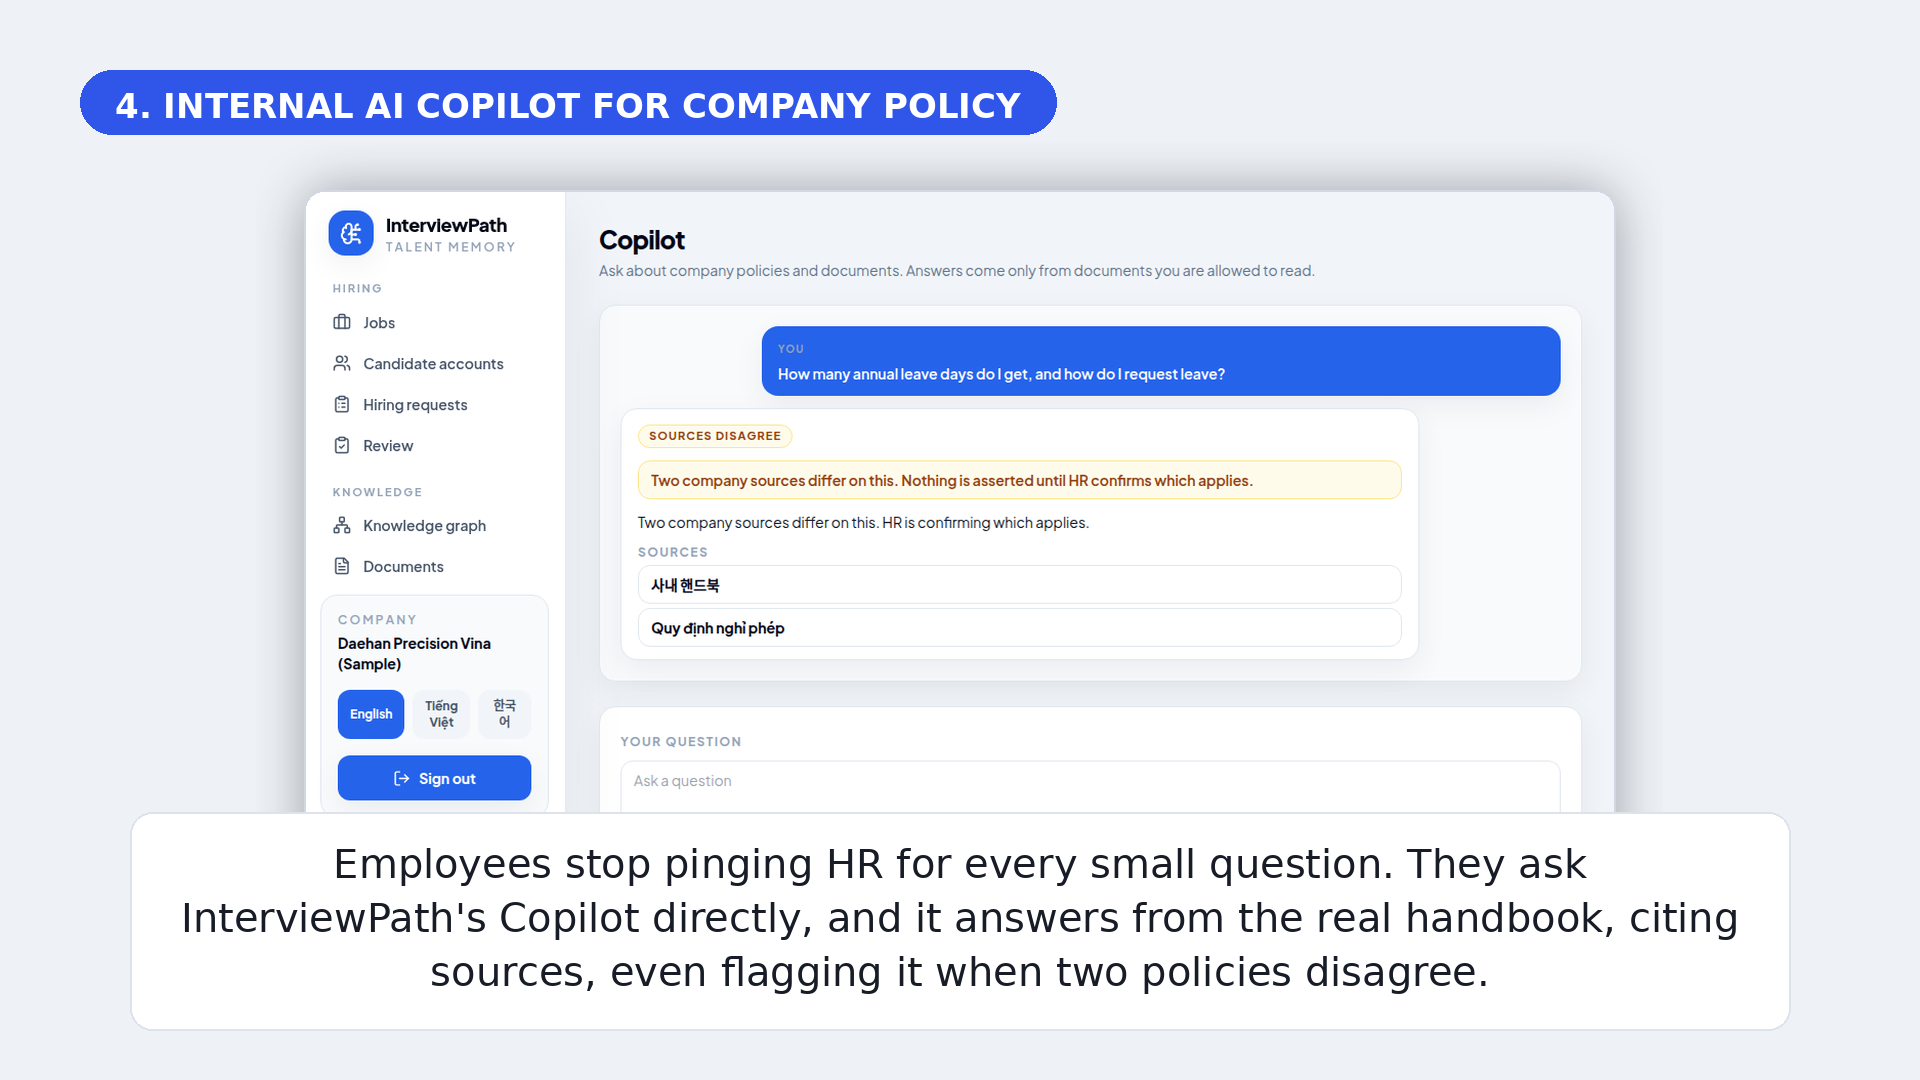 4. INTERNAL AI COPILOT FOR COMPANY POLICY
InterviewPath
TALENT MEMORY
HIRING
Jobs
Candidate accounts
Hiring requests
Review
KNOWLEDGE
Knowledge graph
Documents
COMPANY
Daehan Precision Vina
(Sample)
English
Tiếng
Việt
한국
어
Sign out
Copilot
Ask about company policies and documents. Answers come only from documents you are allowed to read.
YOU
How many annual leave days do I get, and how do I request leave?
SOURCES DISAGREE
Two company sources differ on this. Nothing is asserted until HR confirms which applies.
Two company sources differ on this. HR is confirming which applies.
SOURCES
사내 핸드북
Quy định nghỉ phép
YOUR QUESTION
Ask a question
Employees stop pinging HR for every small question. They ask
InterviewPath's Copilot directly, and it answers from the real handbook, citing
sources, even flagging it when two policies disagree.